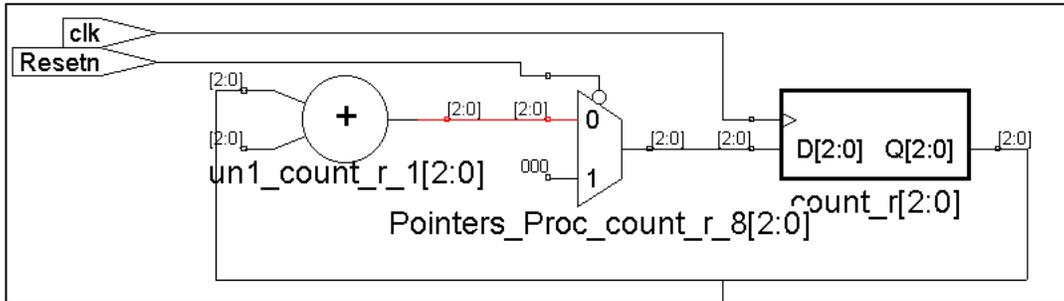 clk
Resetn
[2:0]
[2:0]
+
un1_count_r_1[2:0]
[2:0]
[2:0]
0
000
1
Pointers_Proc_count_r_8[2:0]
[2:0]
[2:0]
D[2:0] Q[2:0]
count_r[2:0]
[2:0]